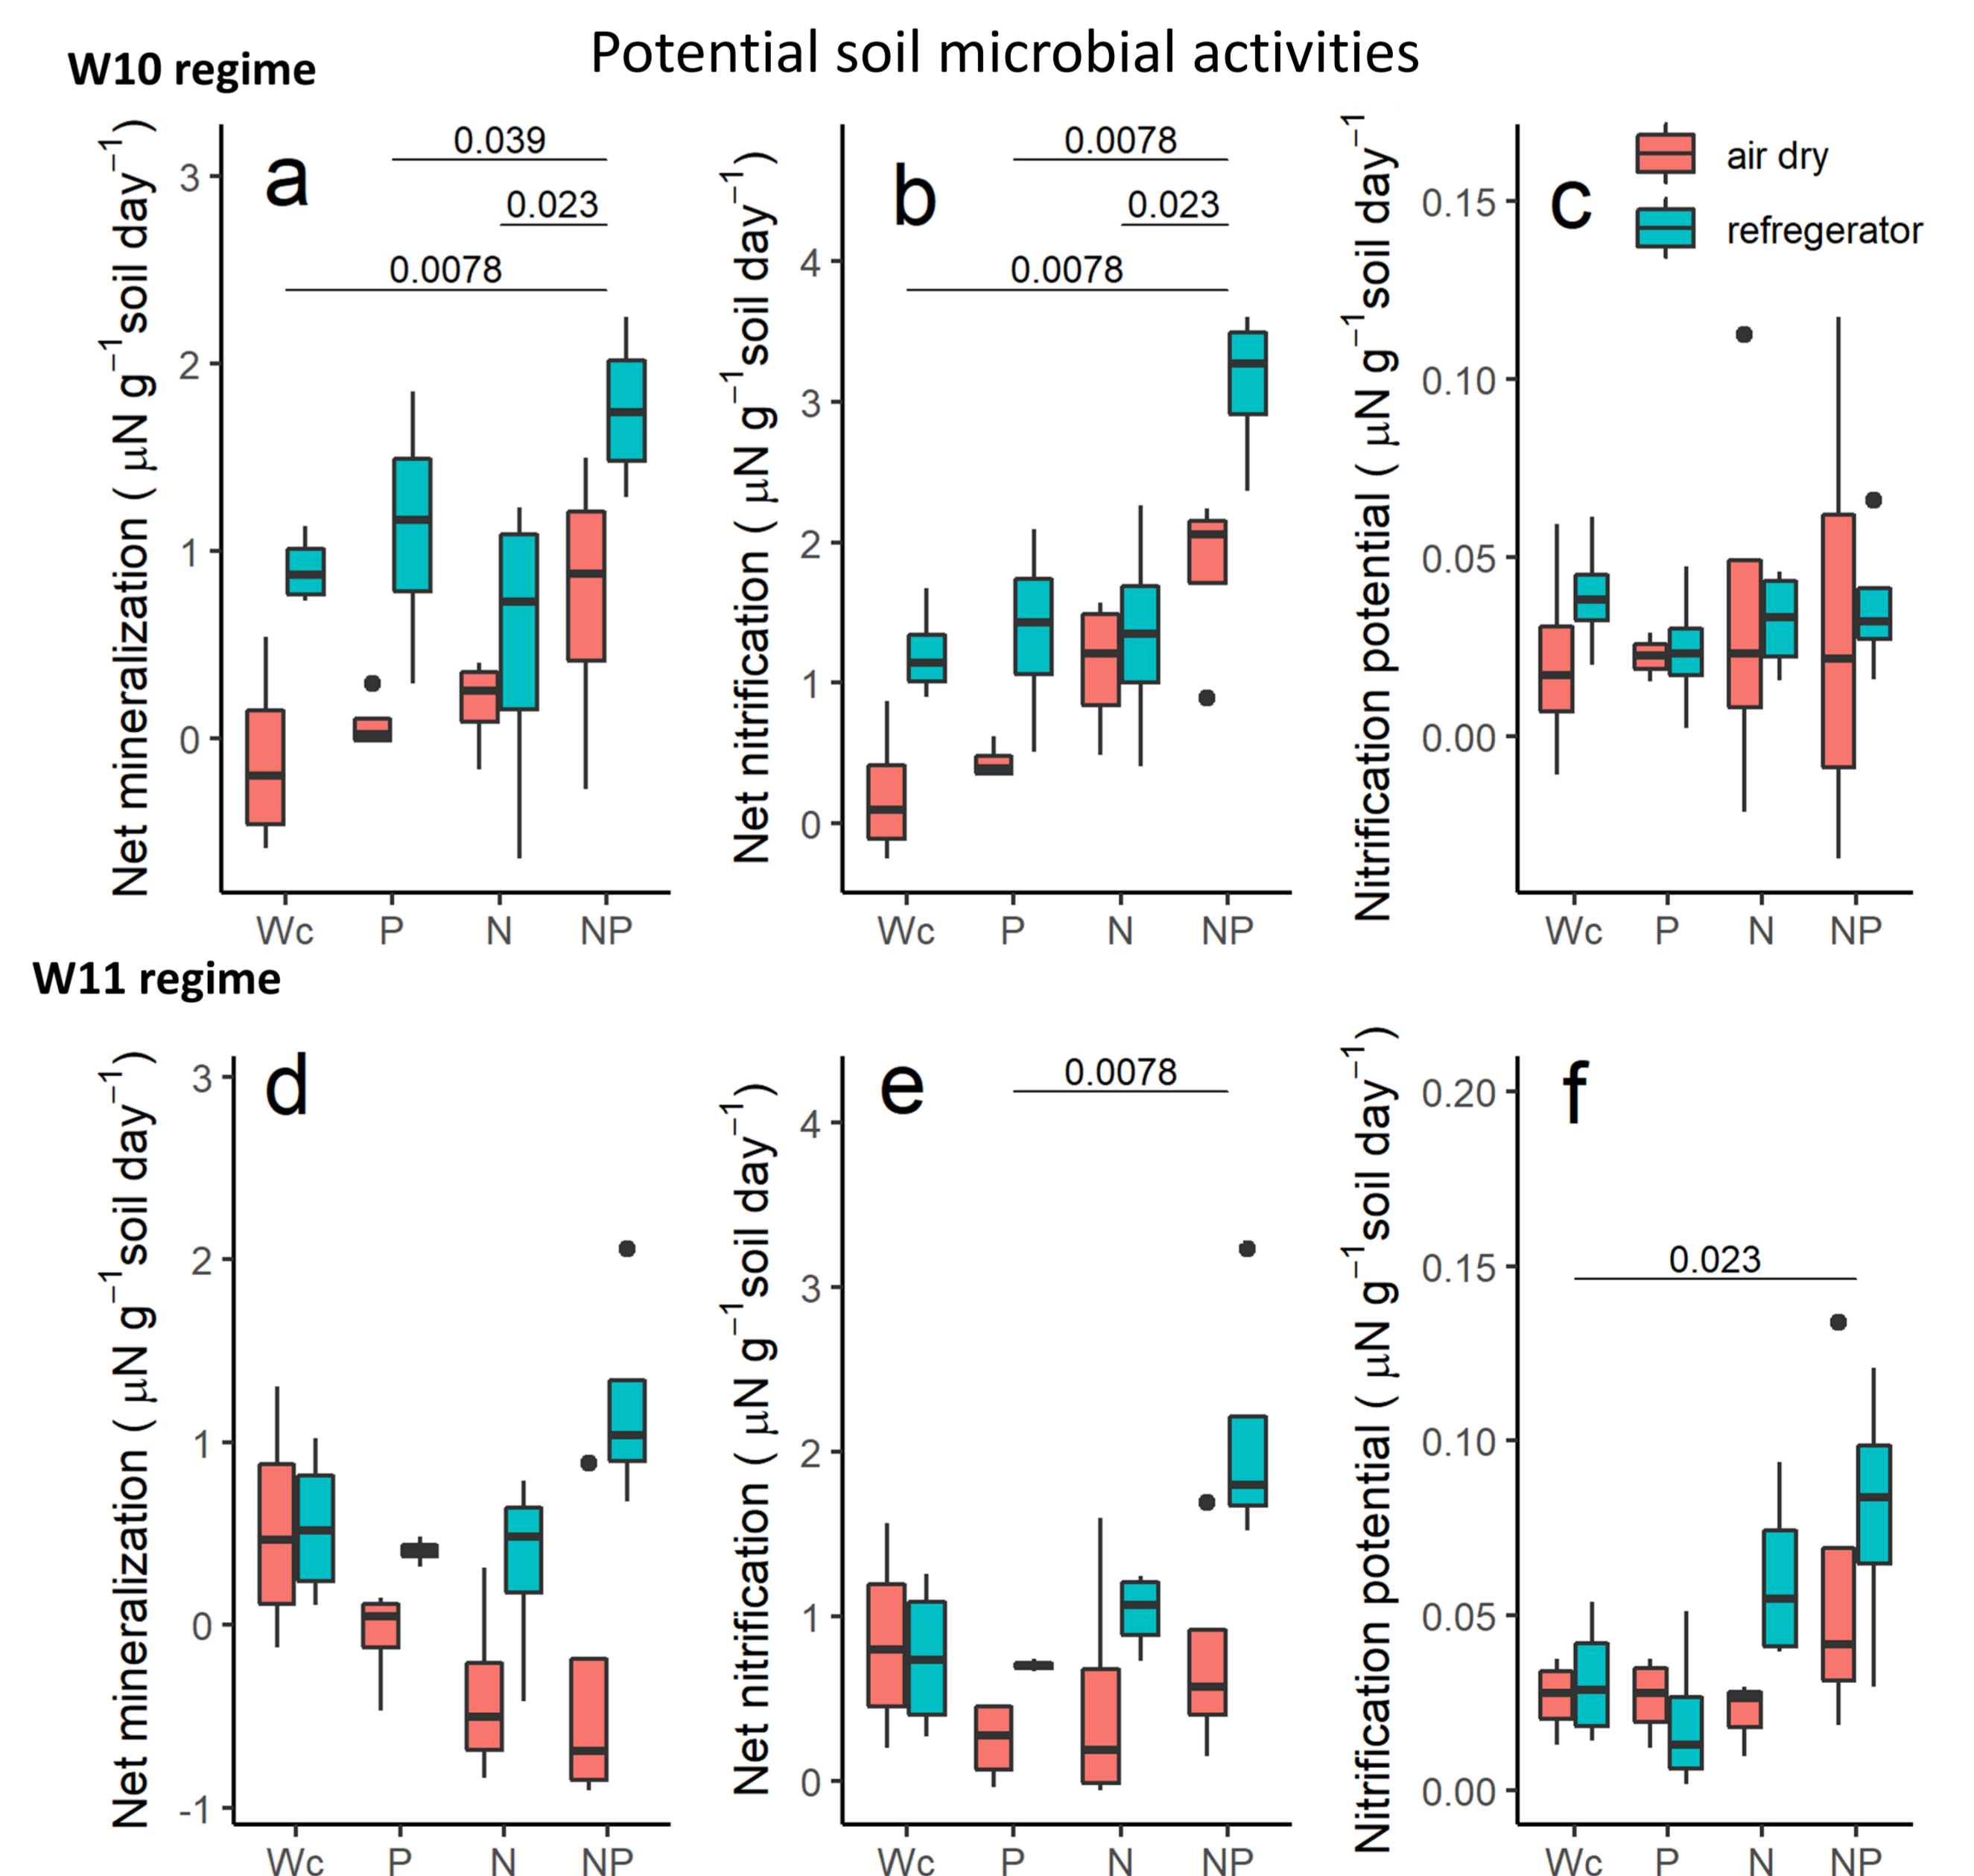 Potential soil microbial activities
W10 regime
Net mineralization ( μN g⁻¹soil day⁻¹)
3
2
1
0
a
0.039
0.023
0.0078
Wc P N NP
Net nitrification ( μN g⁻¹soil day⁻¹)
4
3
2
1
0
b
0.0078
0.023
0.0078
Wc P N NP
Nitrification potential ( μN g⁻¹soil day⁻¹
0.15
0.10
0.05
0.00
c
air dry
refregerator
Wc P N NP
W11 regime
Net mineralization ( μN g⁻¹soil day⁻¹)
3
2
1
0
-1
d
Wc P N NP
Net nitrification ( μN g⁻¹soil day⁻¹)
4
3
2
1
0
e
0.0078
Wc P N NP
Nitrification potential ( μN g⁻¹soil day⁻¹)
0.20
0.15
0.10
0.05
0.00
f
0.023
Wc P N NP